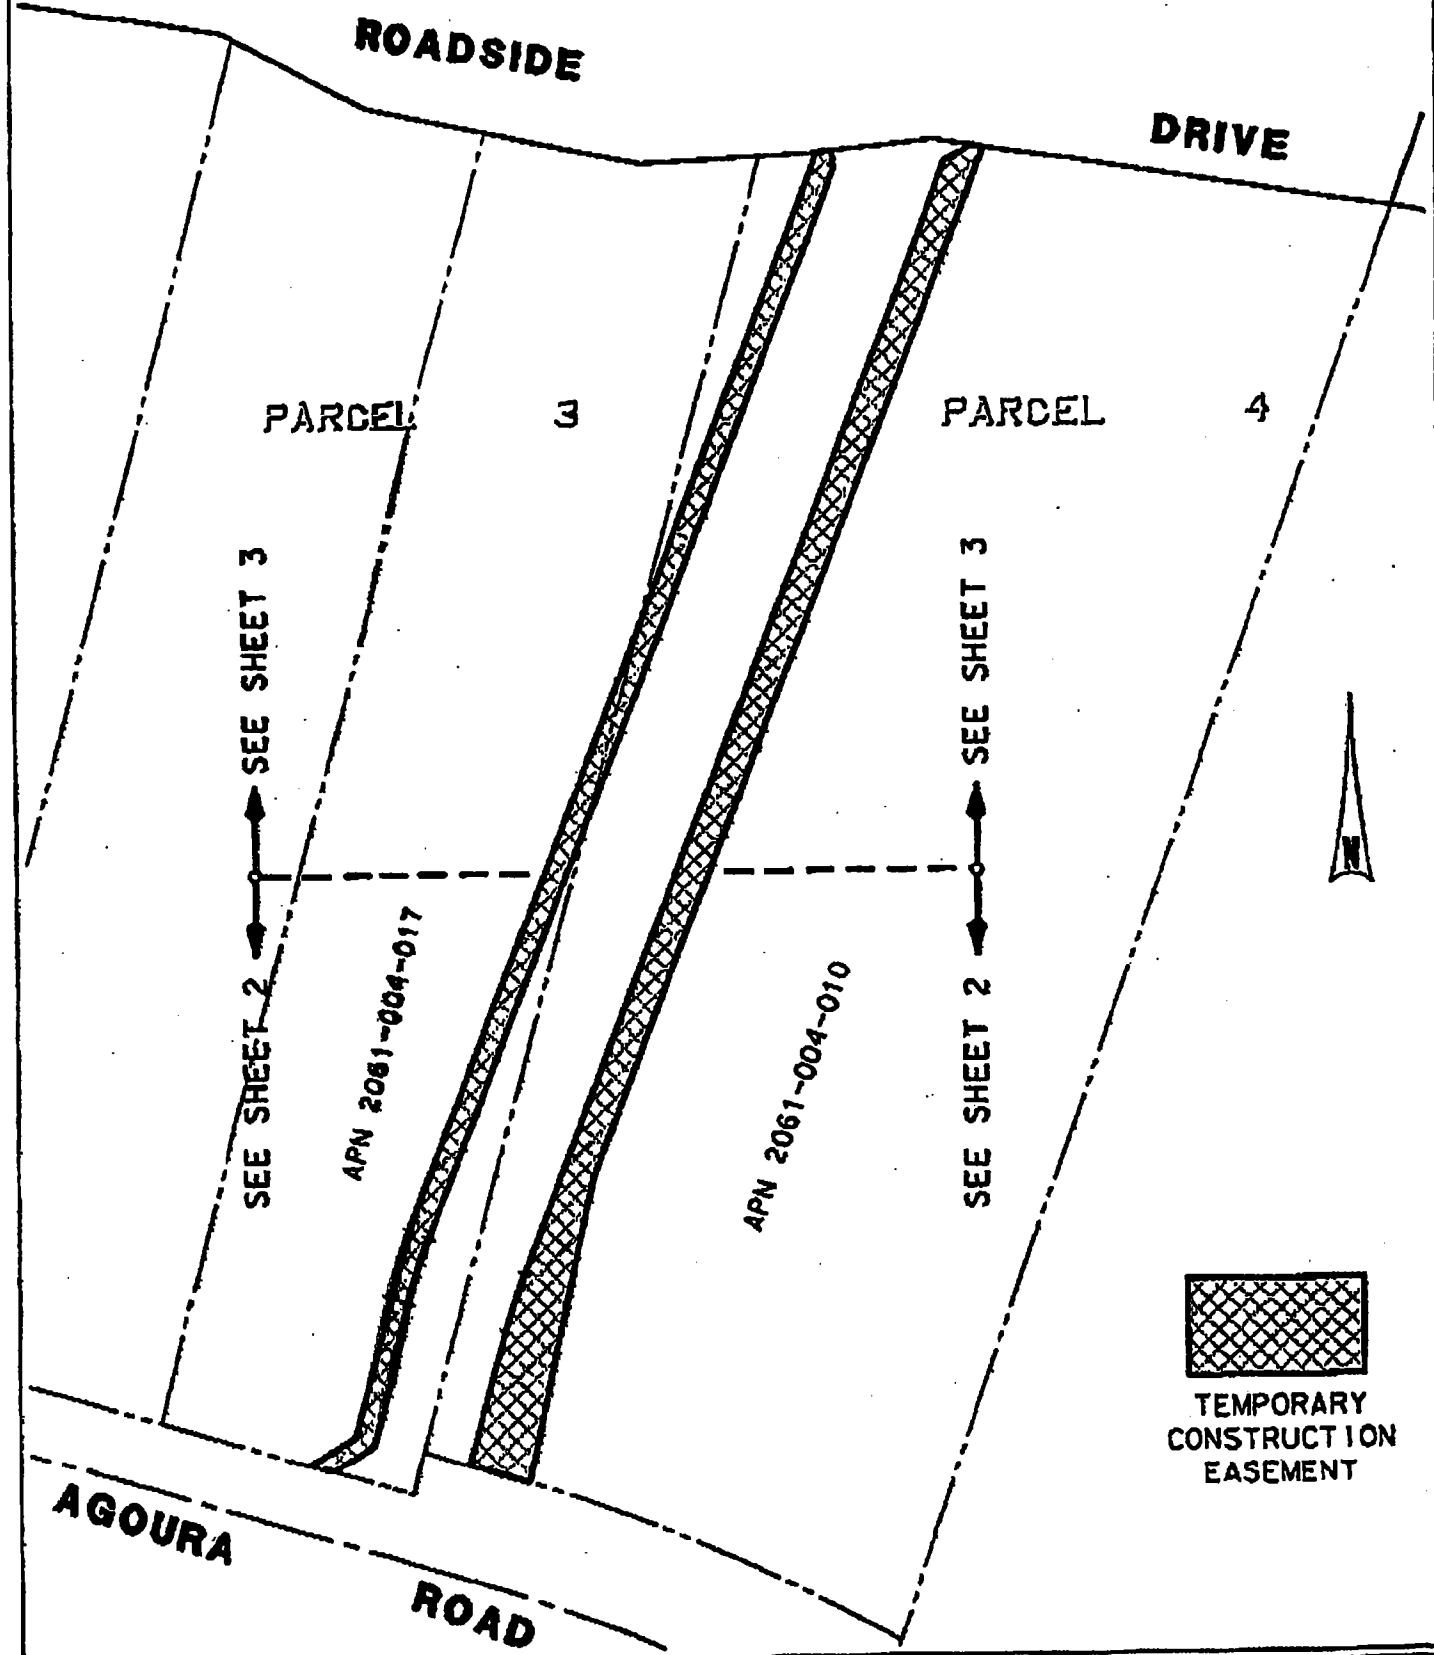 ROADSIDE
DRIVE
PARCEL 3
PARCEL 4
SEE SHEET 3
SEE SHEET 3
N
SEE SHEET 2
APN 2061-004-017
APN 2061-004-010
SEE SHEET 2
TEMPORARY
CONSTRUCTION
EASEMENT
AGOURA
ROAD